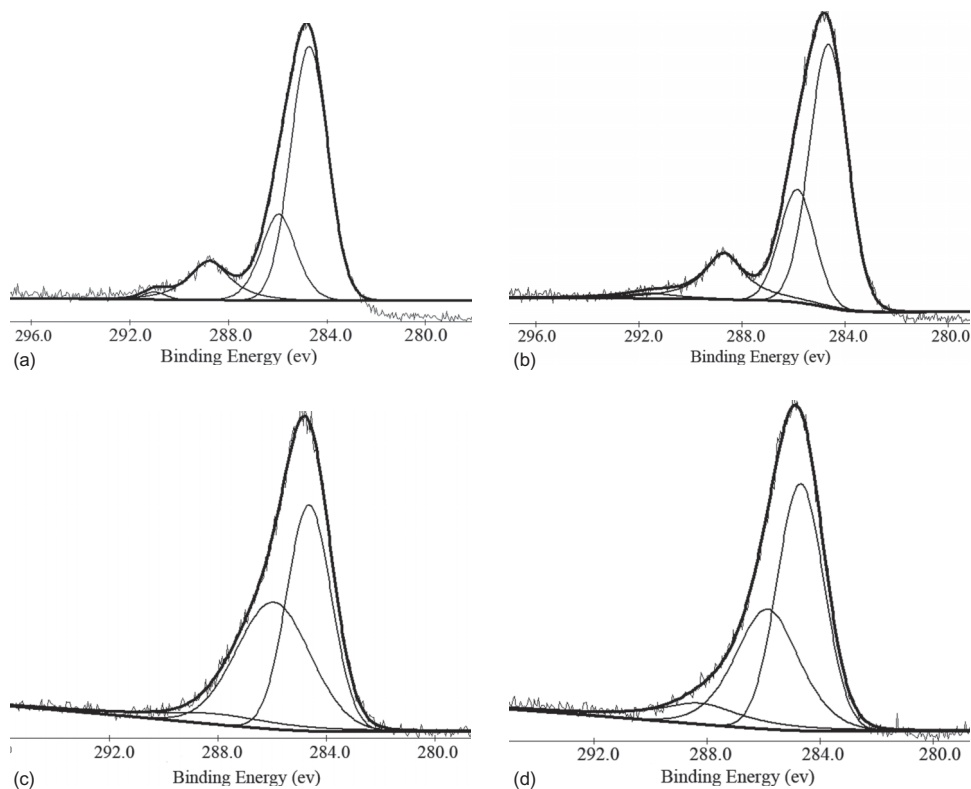 296.0 292.0 288.0 284.0 280.0
(a) Binding Energy (ev)
296.0 292.0 288.0 284.0 280.0
(b) Binding Energy (ev)
292.0 288.0 284.0 280.0
(c) Binding Energy (ev)
292.0 288.0 284.0 280.0
(d) Binding Energy (ev)